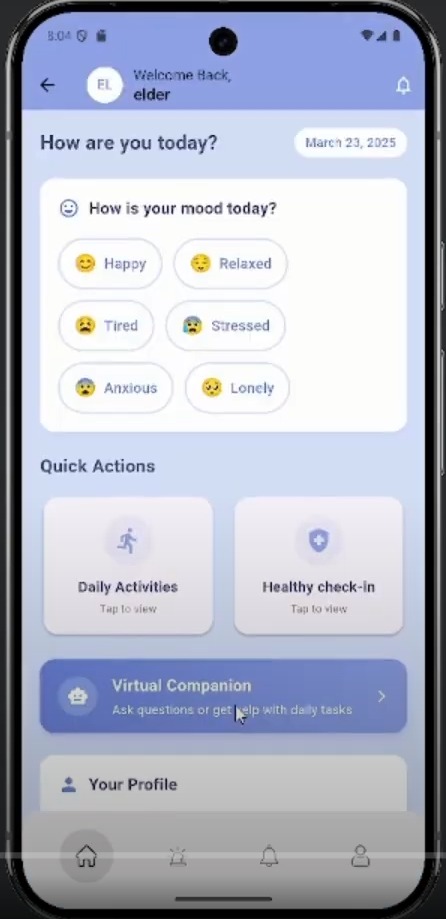 8:04
EL
Welcome Back,
elder
How are you today?
March 23, 2025
How is your mood today?
Happy
Relaxed
Tired
Stressed
Anxious
Lonely
Quick Actions
Daily Activities
Tap to view
Healthy check-in
Tap to view
Virtual Companion
Ask questions or get help with daily tasks
Your Profile